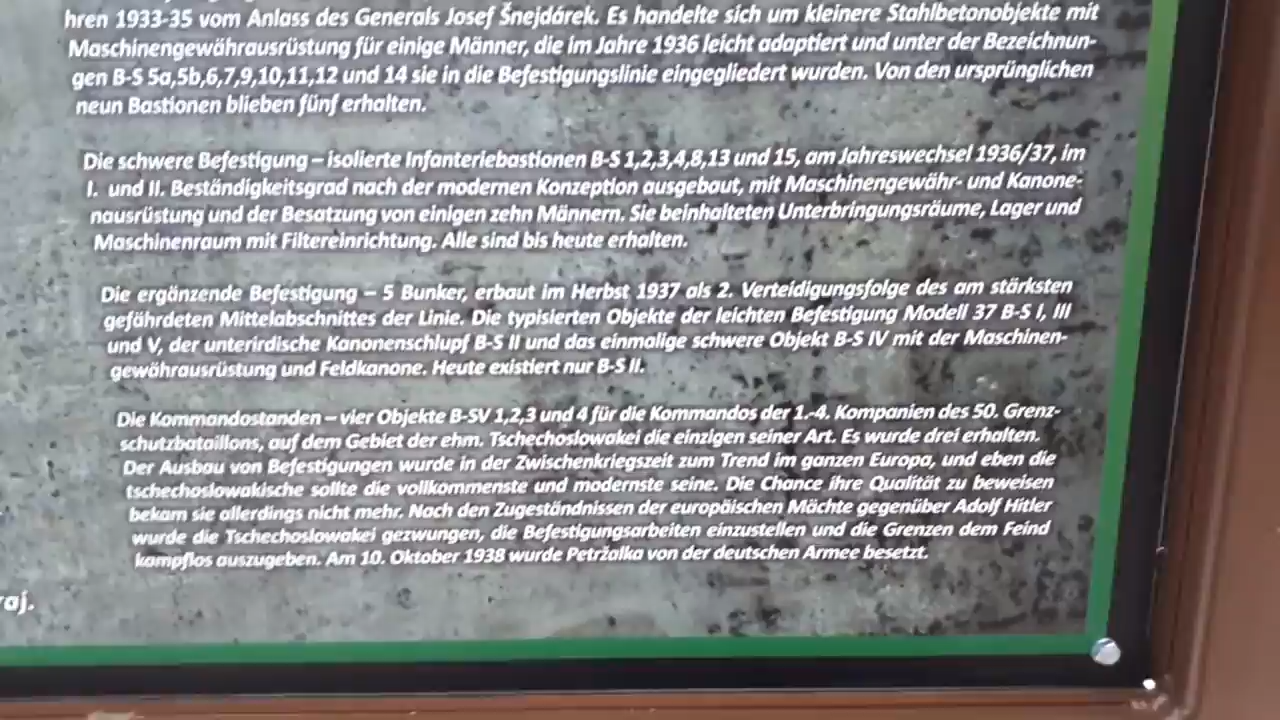 hren 1933-35 vom Anlass des Generals Josef Šnejdárek. Es handelte sich um kleinere Stahlbetonobjekte mit
Maschinengewährausrüstung für einige Männer, die im Jahre 1936 leicht adaptiert und unter der Bezeichnun-
gen B-S 5a,5b,6,7,9,10,11,12 und 14 sie in die Befestigungslinie eingegliedert wurden. Von den ursprünglichen
neun Bastionen blieben fünf erhalten.
Die schwere Befestigung – isolierte Infanteriebastionen B-S 1,2,3,4,8,13 und 15, am Jahreswechsel 1936/37, im
I. und II. Beständigkeitsgrad nach der modernen Konzeption ausgebaut, mit Maschinengewähr- und Kanone-
nausrüstung und der Besatzung von einigen zehn Männern. Sie beinhalteten Unterbringungsräume, Lager und
Maschinenraum mit Filtereinrichtung. Alle sind bis heute erhalten.
Die ergänzende Befestigung – 5 Bunker, erbaut im Herbst 1937 als 2. Verteidigungsfolge des am stärksten
gefährdeten Mittelabschnittes der Linie. Die typisierten Objekte der leichten Befestigung Modell 37 B-S I, III
und V, der unterirdische Kanonenschlupf B-S II und das einmalige schwere Objekt B-S IV mit der Maschinen-
gewährausrüstung und Feldkanone. Heute existiert nur B-S II.
Die Kommandostanden – vier Objekte B-SV 1,2,3 und 4 für die Kommandos der 1.-4. Kompanien des 50. Grenz-
schutzbataillons, auf dem Gebiet der ehm. Tschechoslowakei die einzigen seiner Art. Es wurde drei erhalten.
Der Ausbau von Befestigungen wurde in der Zwischenkriegszeit zum Trend im ganzen Europa, und eben die
tschechoslowakische sollte die vollkommenste und modernste seine. Die Chance ihre Qualität zu beweisen
bekam sie allerdings nicht mehr. Nach den Zugeständnissen der europäischen Mächte gegenüber Adolf Hitler
wurde die Tschechoslowakei gezwungen, die Befestigungsarbeiten einzustellen und die Grenzen dem Feind
kampflos auszugeben. Am 10. Oktober 1938 wurde Petržalka von der deutschen Armee besetzt.
raj.